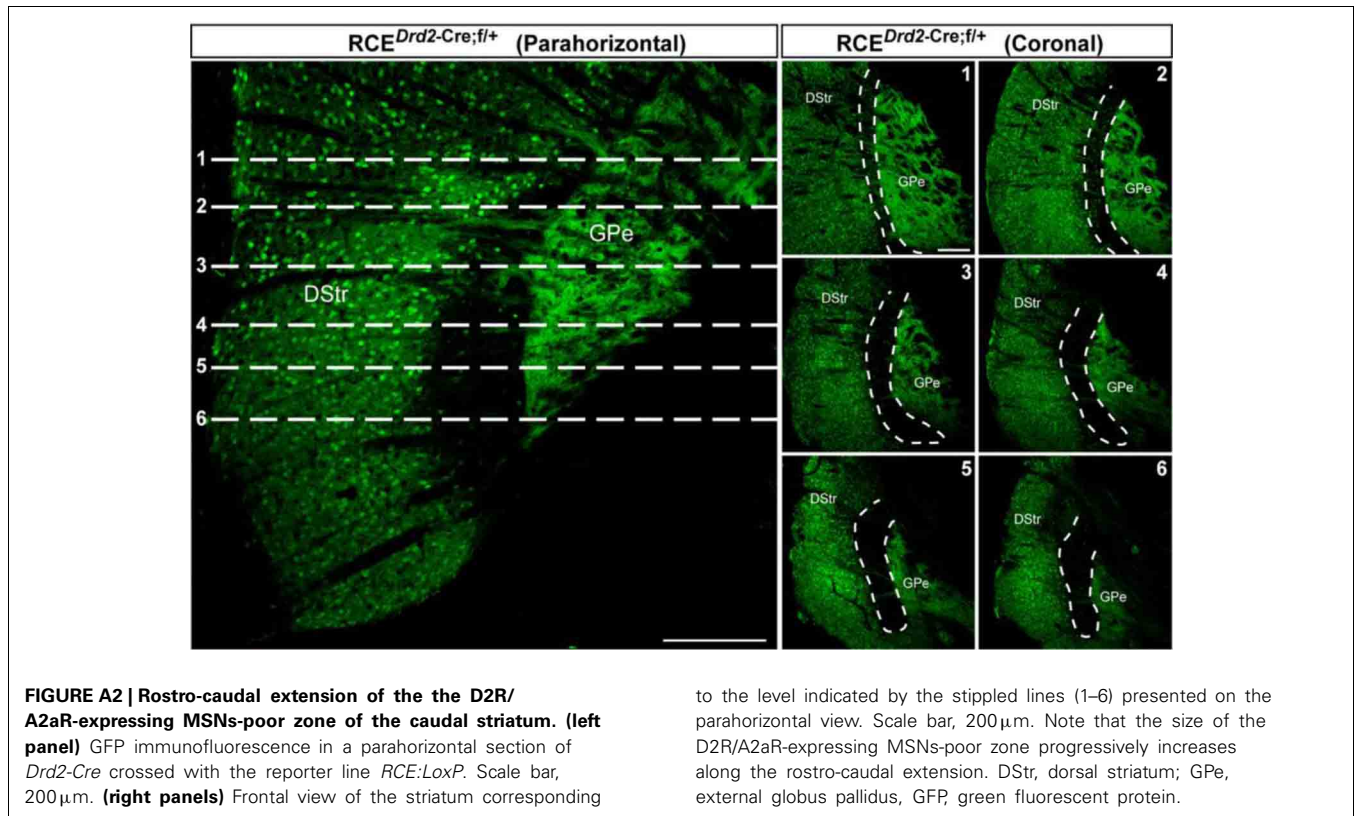 RCE^Drd2-Cre;f/+ (Parahorizontal)
1
2
3
4
5
6
GPe
DStr
RCE^Drd2-Cre;f/+ (Coronal)
1
DStr
GPe
2
DStr
GPe
3
DStr
GPe
4
DStr
GPe
5
DStr
GPe
6
DStr
GPe
FIGURE A2 | Rostro-caudal extension of the the D2R/
A2aR-expressing MSNs-poor zone of the caudal striatum. (left
panel) GFP immunofluorescence in a parahorizontal section of
Drd2-Cre crossed with the reporter line RCE:LoxP. Scale bar,
200 μm. (right panels) Frontal view of the striatum corresponding
to the level indicated by the stippled lines (1–6) presented on the
parahorizontal view. Scale bar, 200 μm. Note that the size of the
D2R/A2aR-expressing MSNs-poor zone progressively increases
along the rostro-caudal extension. DStr, dorsal striatum; GPe,
external globus pallidus, GFP, green fluorescent protein.